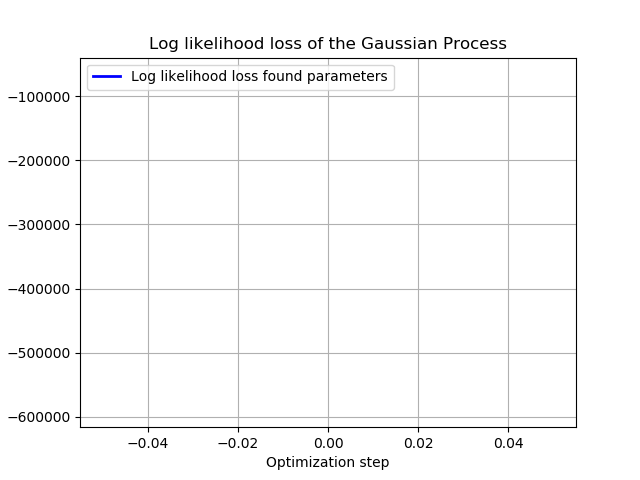 Log likelihood loss of the Gaussian Process
Log likelihood loss found parameters
−100000
−200000
−300000
−400000
−500000
−600000
−0.04 −0.02 0.00 0.02 0.04
Optimization step